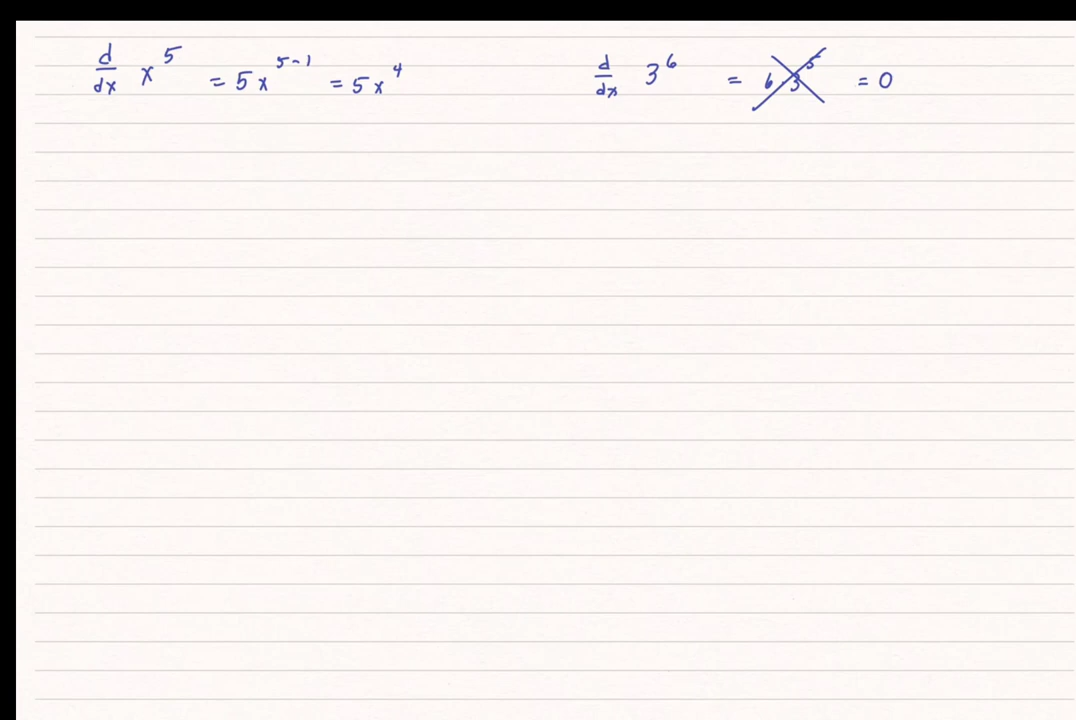 d/dx x^5 = 5x^(5-1) = 5x^4 d/dx 3^6 = 6 · 3^5 = 0